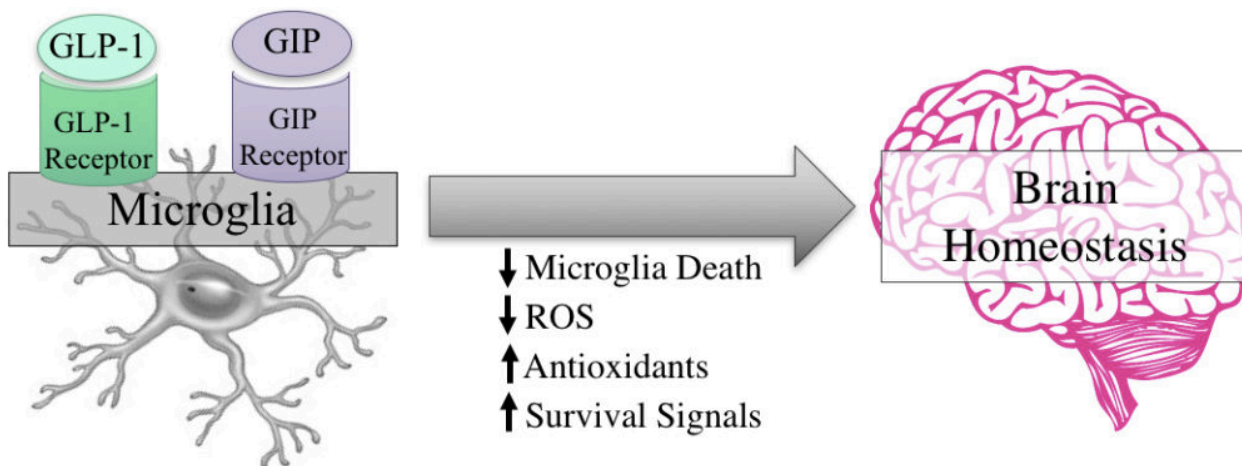 GLP-1
GIP
GLP-1
Receptor
GIP
Receptor
Microglia
Microglia Death
ROS
Antioxidants
Survival Signals
Brain
Homeostasis